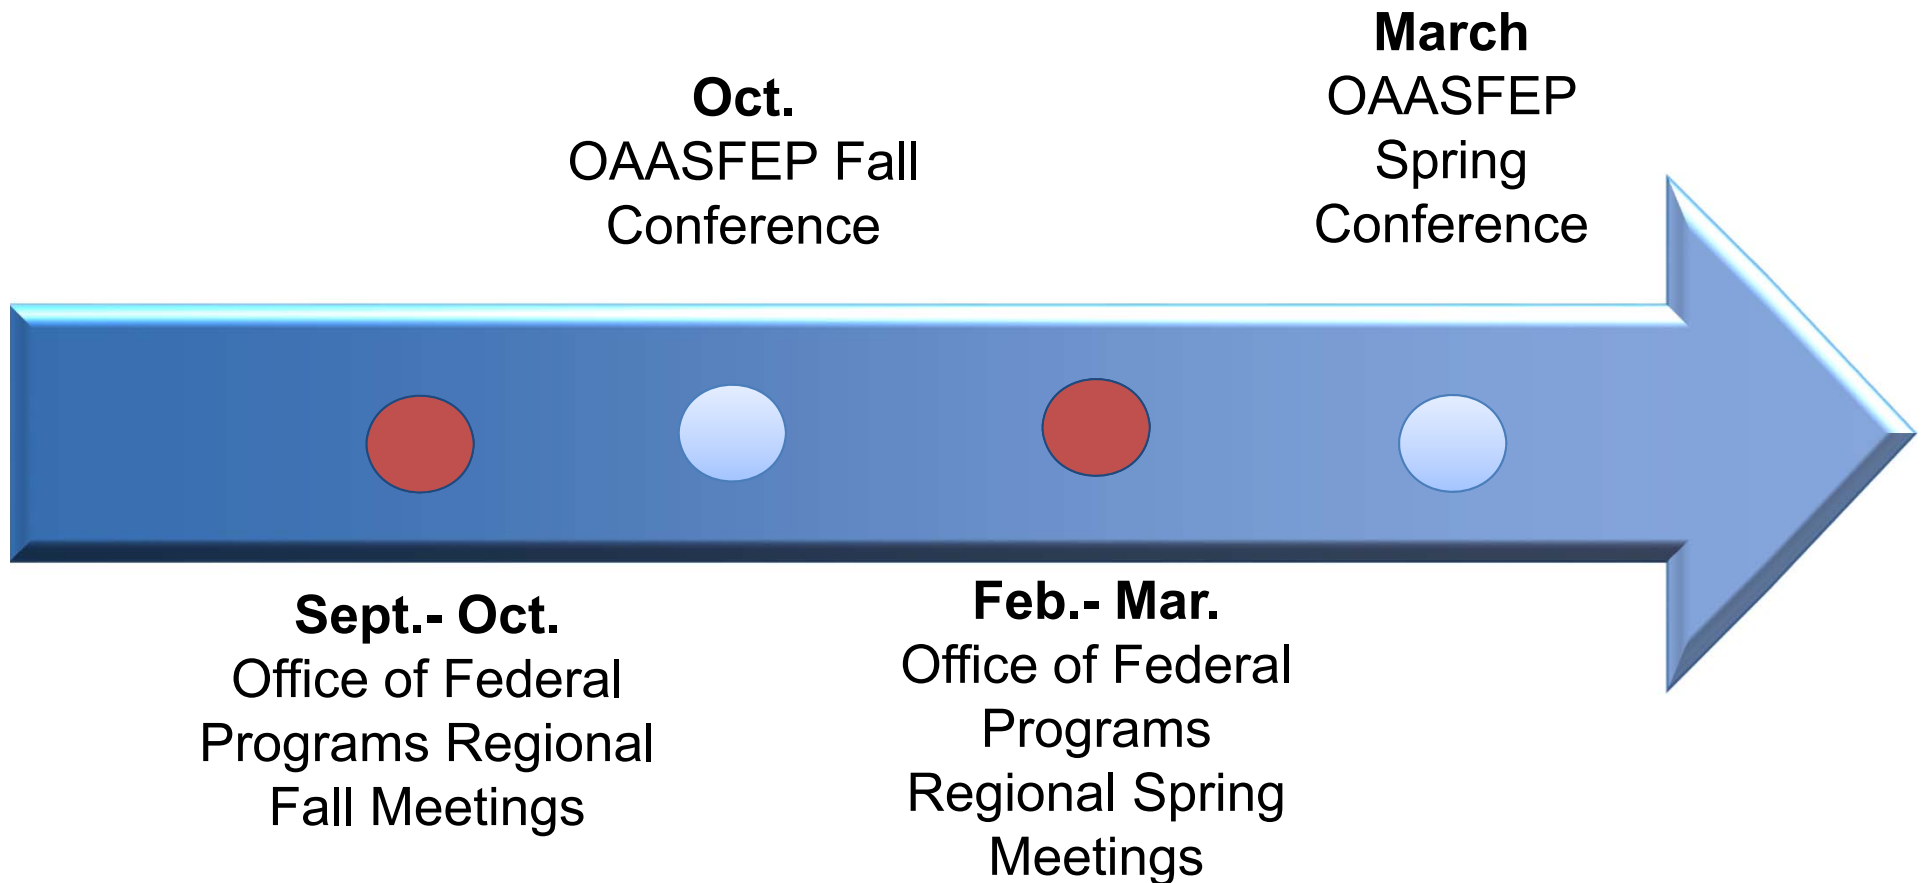 March
OAASFEP
Spring
Conference
Oct.
OAASFEP Fall
Conference
Sept.- Oct.
Office of Federal
Programs Regional
Fall Meetings
Feb.- Mar.
Office of Federal
Programs
Regional Spring
Meetings